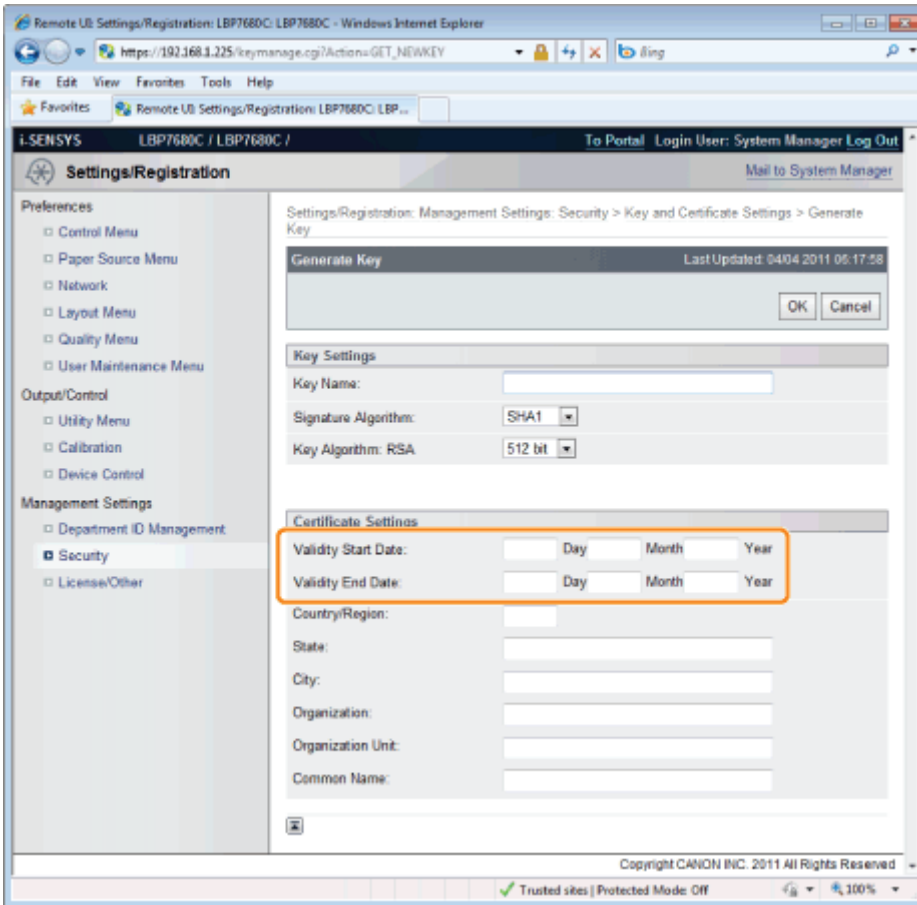 Remote UI: Settings/Registration: LBP7680C: LBP7680C - Windows Internet Explorer
https://192.168.1.225/keymanage.cgi?Action=GET_NEWKEY
Bing
File Edit View Favorites Tools Help
Favorites Remote UI: Settings/Registration: LBP7680C: LBP...
i-SENSYS LBP7680C / LBP7680C / To Portal Login User: System Manager Log Out
Settings/Registration Mail to System Manager
Preferences
Control Menu
Paper Source Menu
Network
Layout Menu
Quality Menu
User Maintenance Menu
Output/Control
Utility Menu
Calibration
Device Control
Management Settings
Department ID Management
Security
License/Other
Settings/Registration: Management Settings: Security > Key and Certificate Settings > Generate
Key
Generate Key Last Updated: 04/04 2011 05:17:58
OK Cancel
Key Settings
Key Name:
Signature Algorithm: SHA1
Key Algorithm: RSA 512 bit
Certificate Settings
Validity Start Date: Day Month Year
Validity End Date: Day Month Year
Country/Region:
State:
City:
Organization:
Organization Unit:
Common Name:
Copyright CANON INC. 2011 All Rights Reserved
Trusted sites | Protected Mode: Off 100%